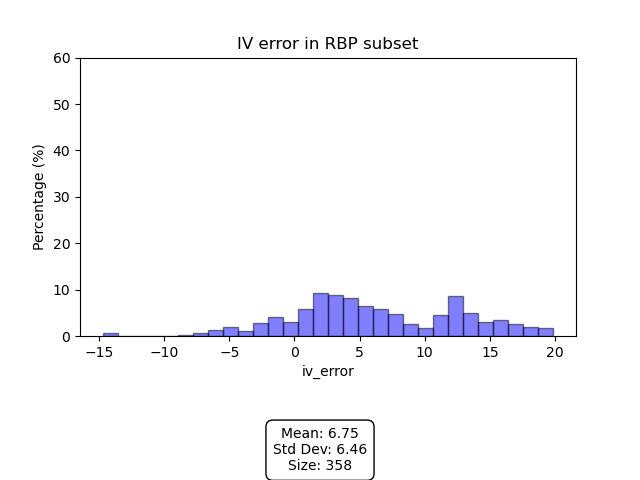 IV error in RBP subset
60
50
40
30
20
10
0
Percentage (%)
−15 −10 −5 0 5 10 15 20
iv_error
Mean: 6.75
Std Dev: 6.46
Size: 358